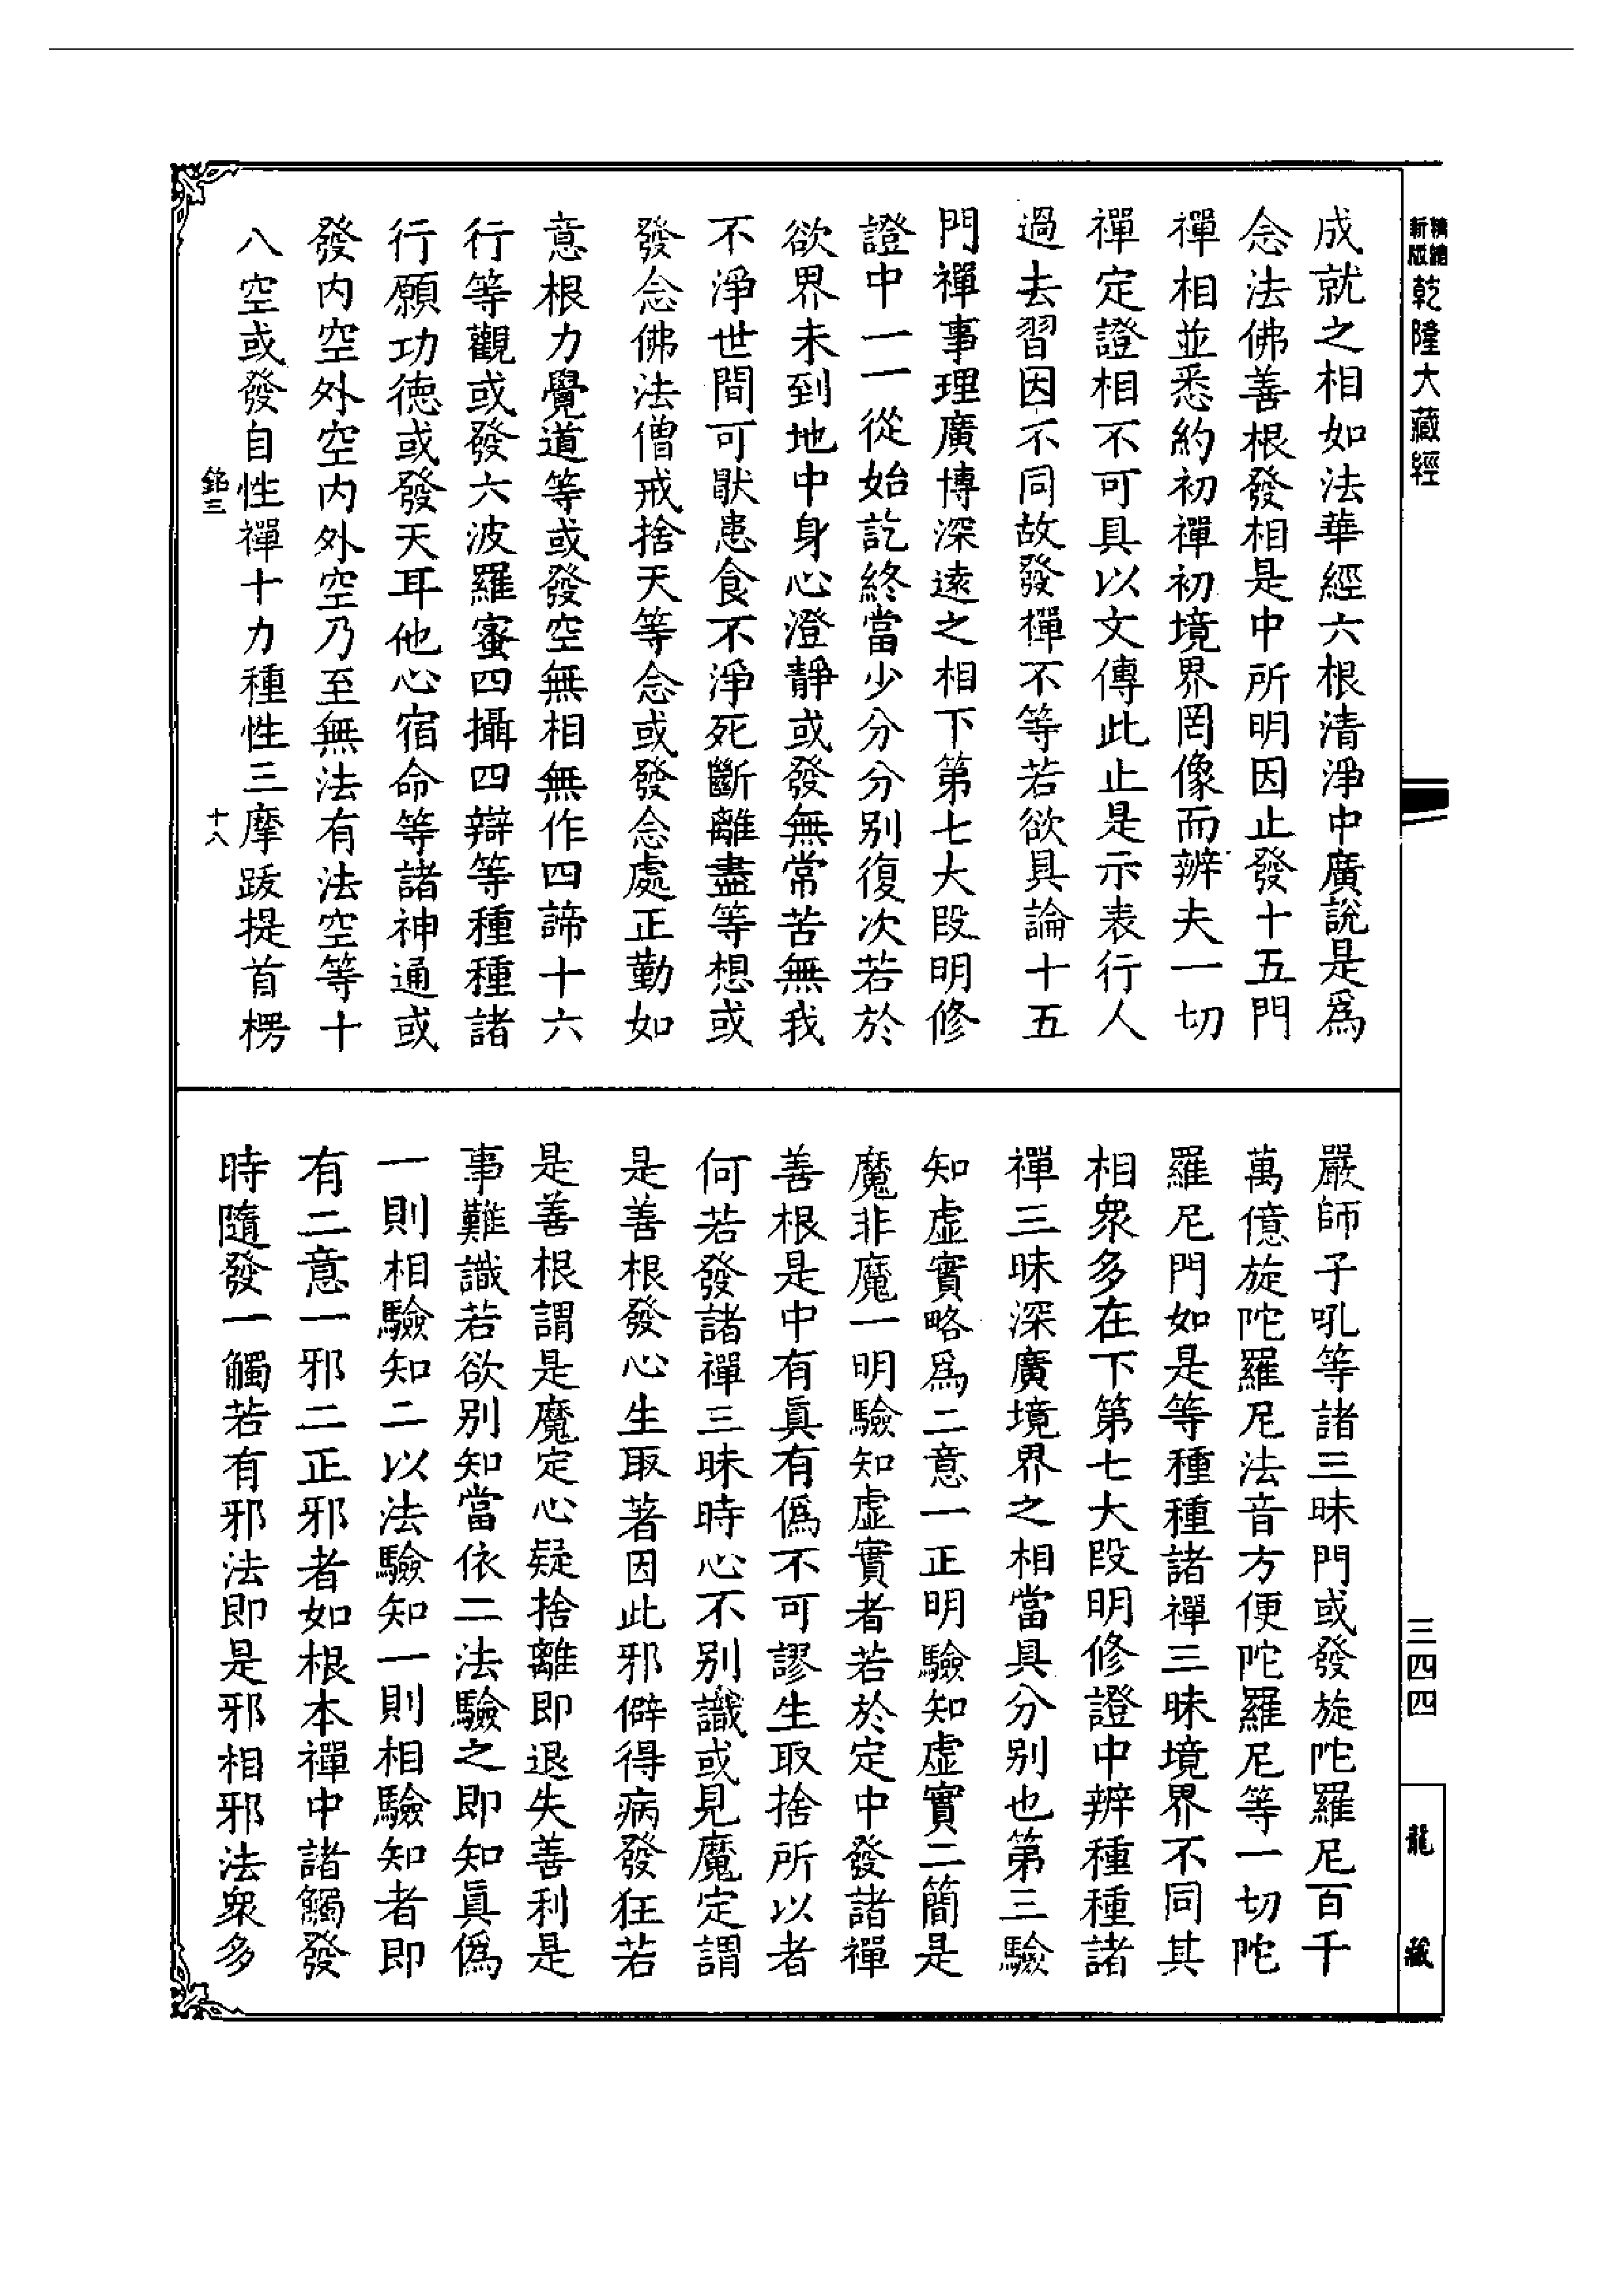 精繕新版乾隆大藏經
成就之相如法華經六根清淨中廣說是爲
念法佛善根發相是中所明因止發十五門
禪相並悉約初禪初境界罔像而辨夫一切
禪定證相不可具以文傳此止是示表行人
過去習因不同故發禪不等若欲具論十五
門禪事理廣博深遠之相下第七大段明修
證中一一從始訖終當少分分别復次若於
欲界未到地中身心澄靜或發無常苦無我
不淨世間可猒患食不淨死斷離盡等想或
發念佛法僧戒捨天等念或發念處正勤如
意根力覺道等或發空無相無作四諦十六
行等觀或發六波羅蜜四攝四辯等種種諸
行願功德或發天耳他心宿命等諸神通或
發内空外空内外空乃至無法有法空等十
八空或發自性禪十力種性三摩跋提首楞
銘三
十八
嚴師子吼等諸三昧門或發旋陀羅尼百千
萬億旋陀羅尼法音方便陀羅尼等一切陀
羅尼門如是等種種諸禪三昧境界不同其
相衆多在下第七大段明修證中辨種種諸
禪三昧深廣境界之相當具分别也第三驗
知虚實略爲二意一正明驗知虚實二簡是
魔非魔一明驗知虚實者若於定中發諸禪
善根是中有眞有僞不可謬生取捨所以者
何若發諸禪三昧時心不别識或見魔定謂
是善根發心生取著因此邪僻得病發狂若
是善根謂是魔定心疑捨離即退失善利是
事難識若欲别知當依二法驗之即知眞僞
一則相驗知二以法驗知一則相驗知者即
有二意一邪二正邪者如根本禪中諸觸發
時隨發一觸若有邪法即是邪相邪法衆多
三四四
龍藏